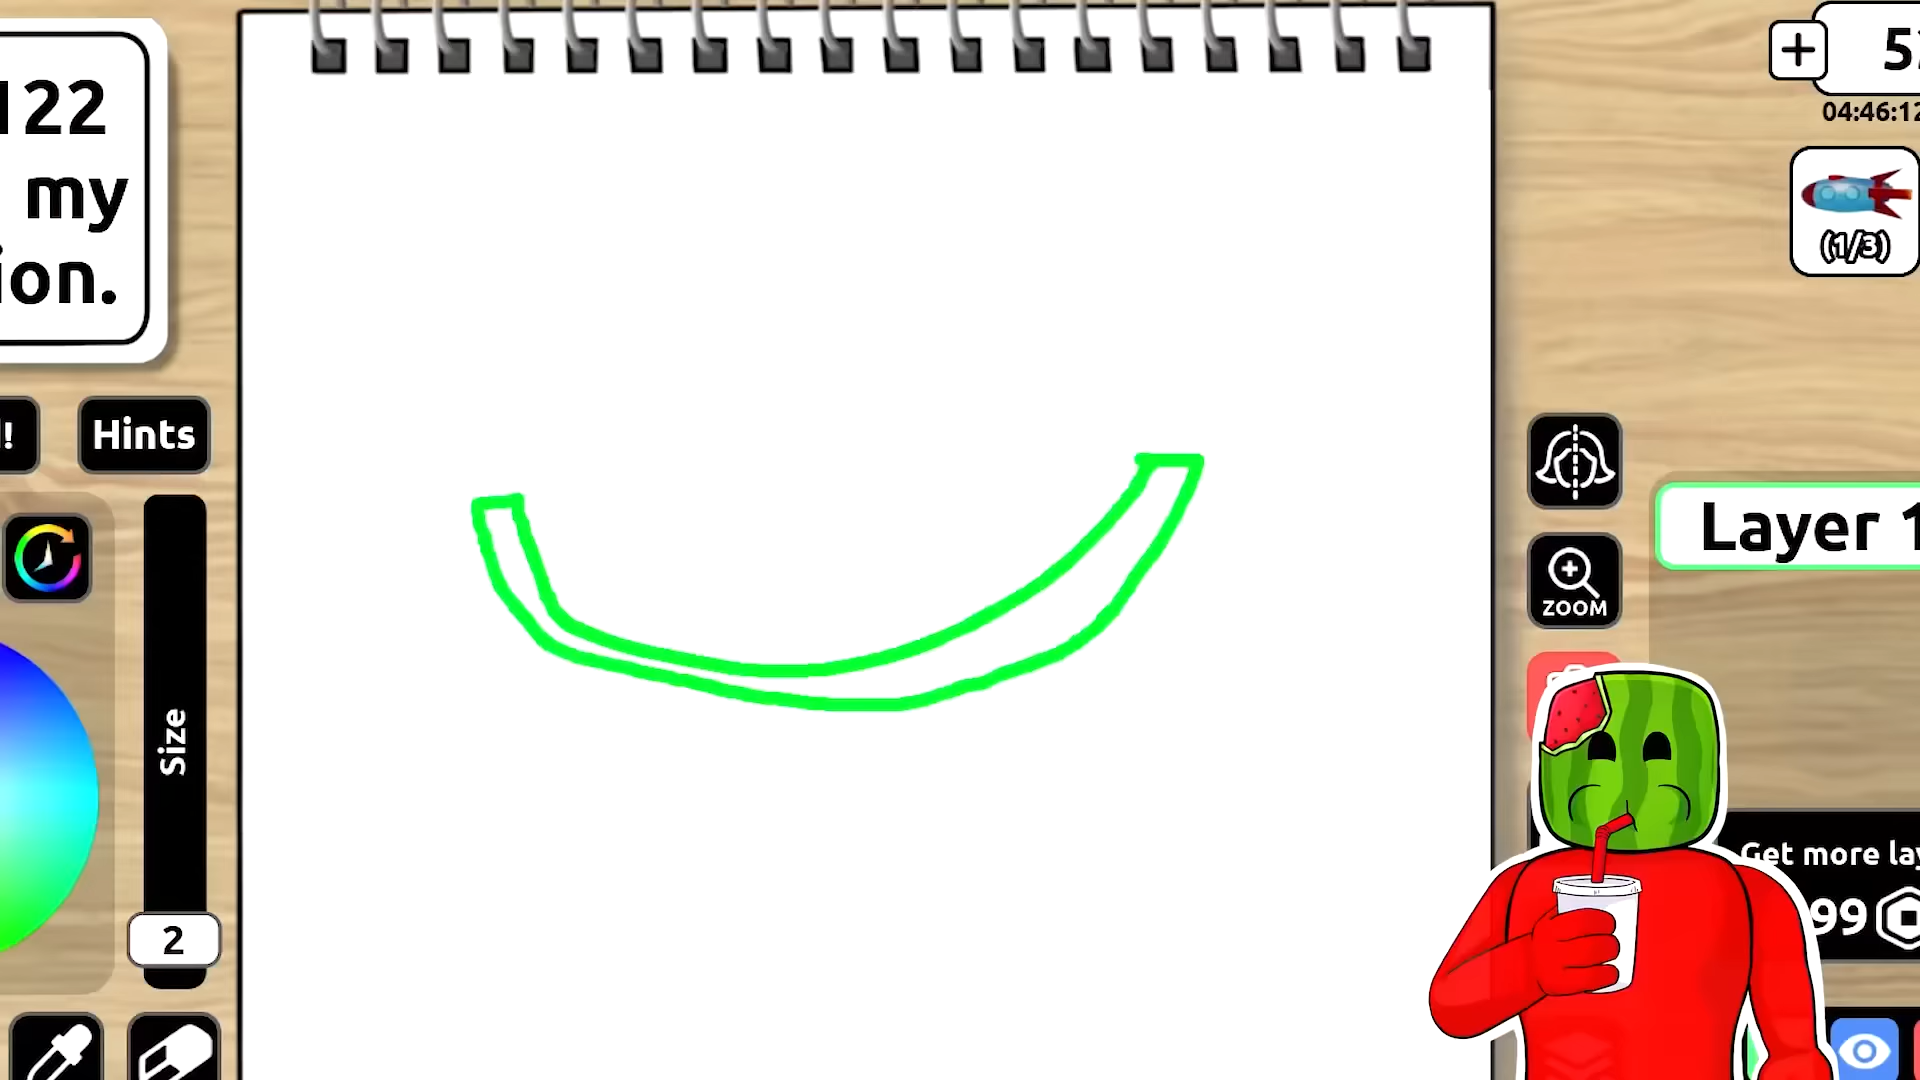 122
my
ion.
!
Hints
Size
2
04:46:12
(1/3)
ZOOM
Layer 1
Get more lay
99